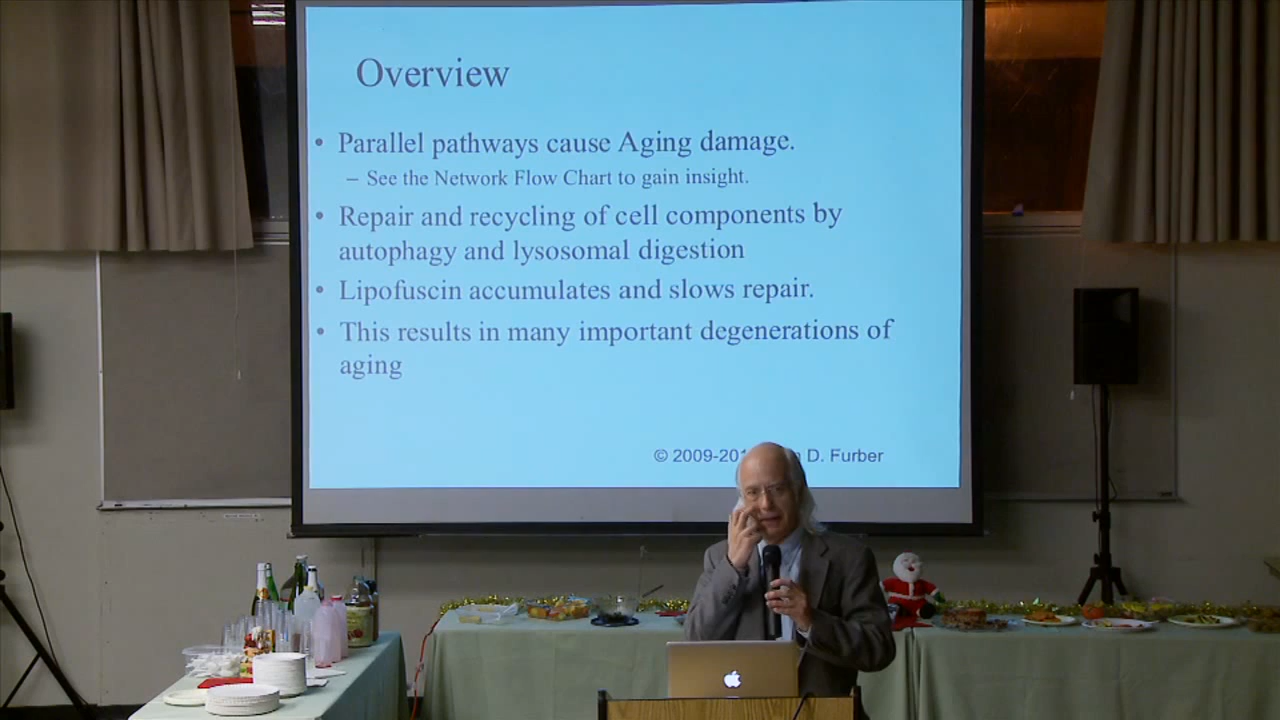 Overview
• Parallel pathways cause Aging damage.
– See the Network Flow Chart to gain insight.
• Repair and recycling of cell components by
autophagy and lysosomal digestion
• Lipofuscin accumulates and slows repair.
• This results in many important degenerations of
aging
© D. Furber